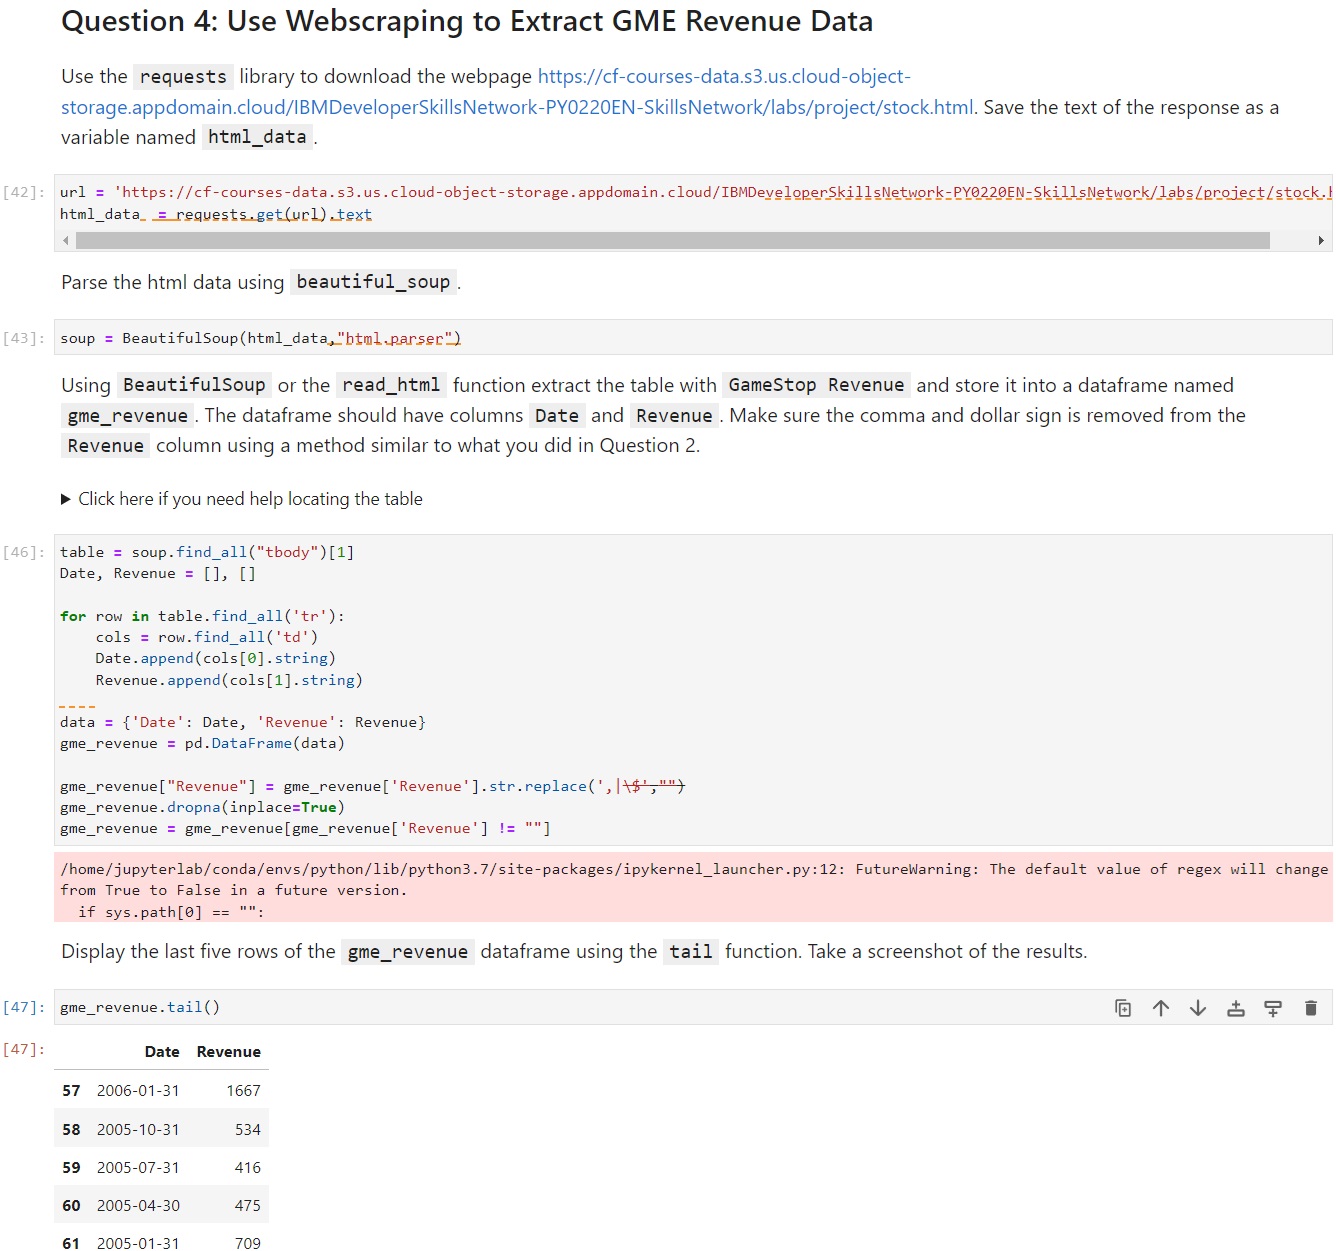 Question 4: Use Webscraping to Extract GME Revenue Data
Use the requests library to download the webpage https://cf-courses-data.s3.us.cloud-object-
storage.appdomain.cloud/IBMDeveloperSkillsNetwork-PY0220EN-SkillsNetwork/labs/project/stock.html. Save the text of the response as a
variable named html_data.
[42]: url = 'https://cf-courses-data.s3.us.cloud-object-storage.appdomain.cloud/IBMDeveloperSkillsNetwork-PY0220EN-SkillsNetwork/labs/project/stock.h
html_data  = requests.get(url).text
Parse the html data using beautiful_soup.
[43]: soup = BeautifulSoup(html_data,"html.parser")
Using BeautifulSoup or the read_html function extract the table with GameStop Revenue and store it into a dataframe named
gme_revenue. The dataframe should have columns Date and Revenue. Make sure the comma and dollar sign is removed from the
Revenue column using a method similar to what you did in Question 2.
Click here if you need help locating the table
[46]: table = soup.find_all("tbody")[1]
Date, Revenue = [], []
for row in table.find_all('tr'):
    cols = row.find_all('td')
    Date.append(cols[0].string)
    Revenue.append(cols[1].string)
data = {'Date': Date, 'Revenue': Revenue}
gme_revenue = pd.DataFrame(data)
gme_revenue["Revenue"] = gme_revenue['Revenue'].str.replace(',|\$',"")
gme_revenue.dropna(inplace=True)
gme_revenue = gme_revenue[gme_revenue['Revenue'] != ""]
/home/jupyterlab/conda/envs/python/lib/python3.7/site-packages/ipykernel_launcher.py:12: FutureWarning: The default value of regex will change
from True to False in a future version.
  if sys.path[0] == "":
Display the last five rows of the gme_revenue dataframe using the tail function. Take a screenshot of the results.
[47]: gme_revenue.tail()
[47]: Date Revenue
57 2006-01-31 1667
58 2005-10-31 534
59 2005-07-31 416
60 2005-04-30 475
61 2005-01-31 709